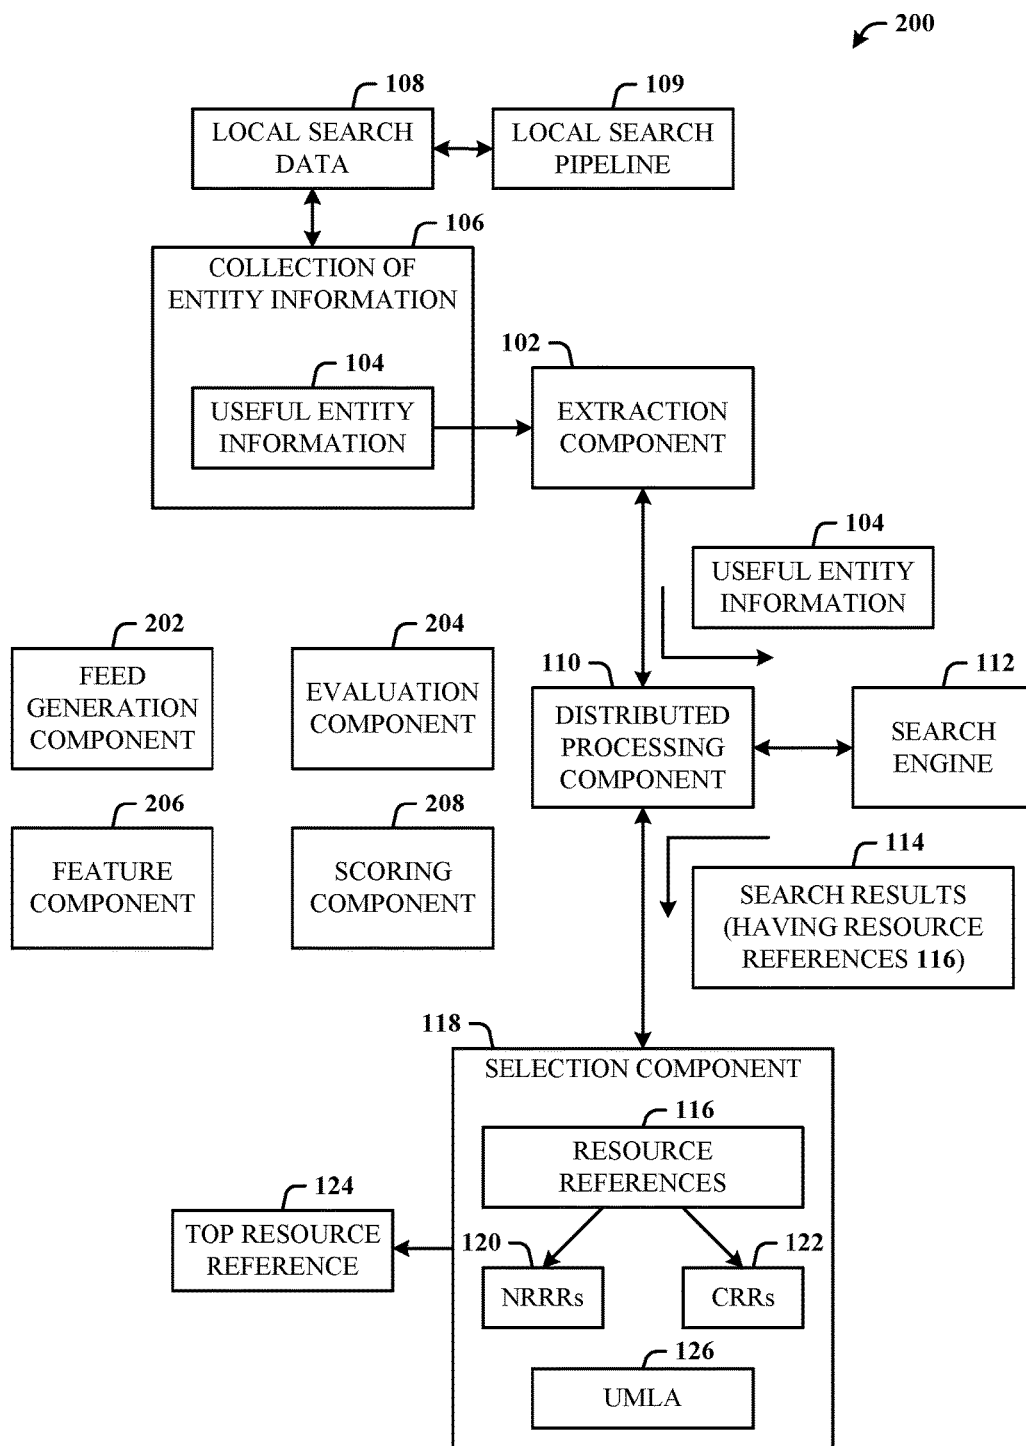 200
108
109
LOCAL SEARCH
DATA
LOCAL SEARCH
PIPELINE
106
COLLECTION OF
ENTITY INFORMATION
104
USEFUL ENTITY
INFORMATION
102
EXTRACTION
COMPONENT
104
USEFUL ENTITY
INFORMATION
202
FEED
GENERATION
COMPONENT
204
EVALUATION
COMPONENT
110
DISTRIBUTED
PROCESSING
COMPONENT
112
SEARCH
ENGINE
206
FEATURE
COMPONENT
208
SCORING
COMPONENT
114
SEARCH RESULTS
(HAVING RESOURCE
REFERENCES 116)
118
SELECTION COMPONENT
116
RESOURCE
REFERENCES
124
TOP RESOURCE
REFERENCE
120
NRRRs
122
CRRs
126
UMLA